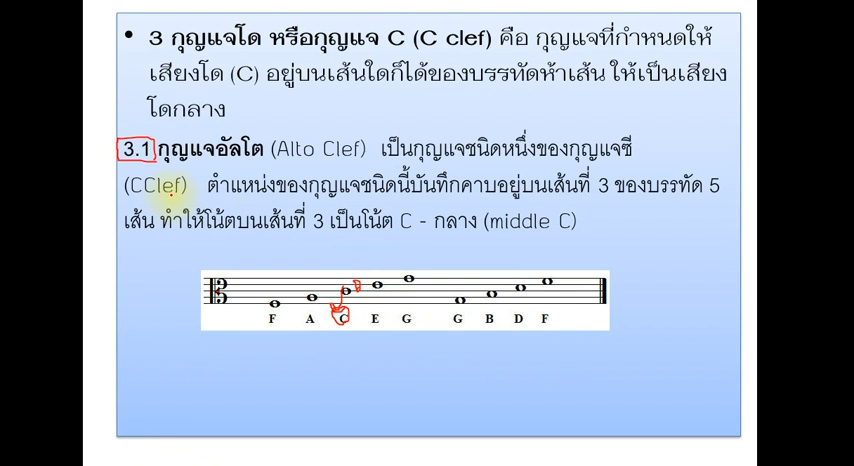 • 3 กุญแจโด หรือกุญแจ C (C clef) คือ กุญแจที่กำหนดให้
เสียงโด (C) อยู่บนเส้นใดก็ได้ของบรรทัดห้าเส้น ให้เป็นเสียง
โดกลาง
3.1 กุญแจอัลโต (Alto Clef) เป็นกุญแจชนิดหนึ่งของกุญแจซี
(CClef) ตำแหน่งของกุญแจชนิดนี้บันทึกคาบอยู่บนเส้นที่ 3 ของบรรทัด 5
เส้น ทำให้โน้ตบนเส้นที่ 3 เป็นโน้ต C - กลาง (middle C)
F A C E G G B D F